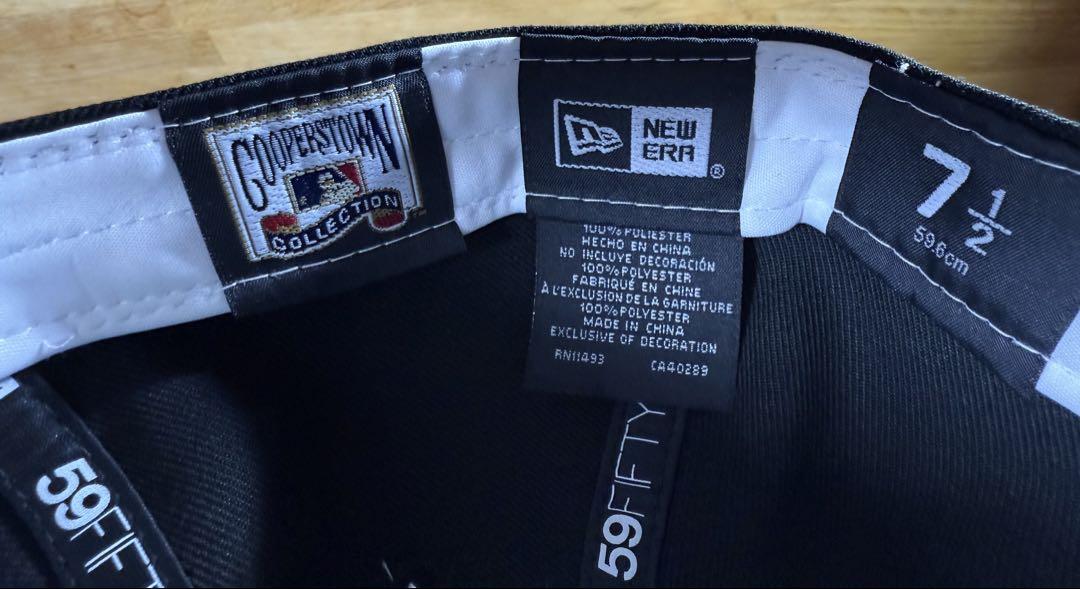 COOPERSTOWN
COLLECTION
NE
NEW
ERA
®
7 1/2
59.6cm
100% POLIESTER
HECHO EN CHINA
NO INCLUYE DECORACIÓN
100% POLYESTER
FABRIQUÉ EN CHINE
À L'EXCLUSION DE LA GARNITURE
100% POLYESTER
MADE IN CHINA
EXCLUSIVE OF DECORATION
RN11493 CA40289
59FIFTY
59FIFTY